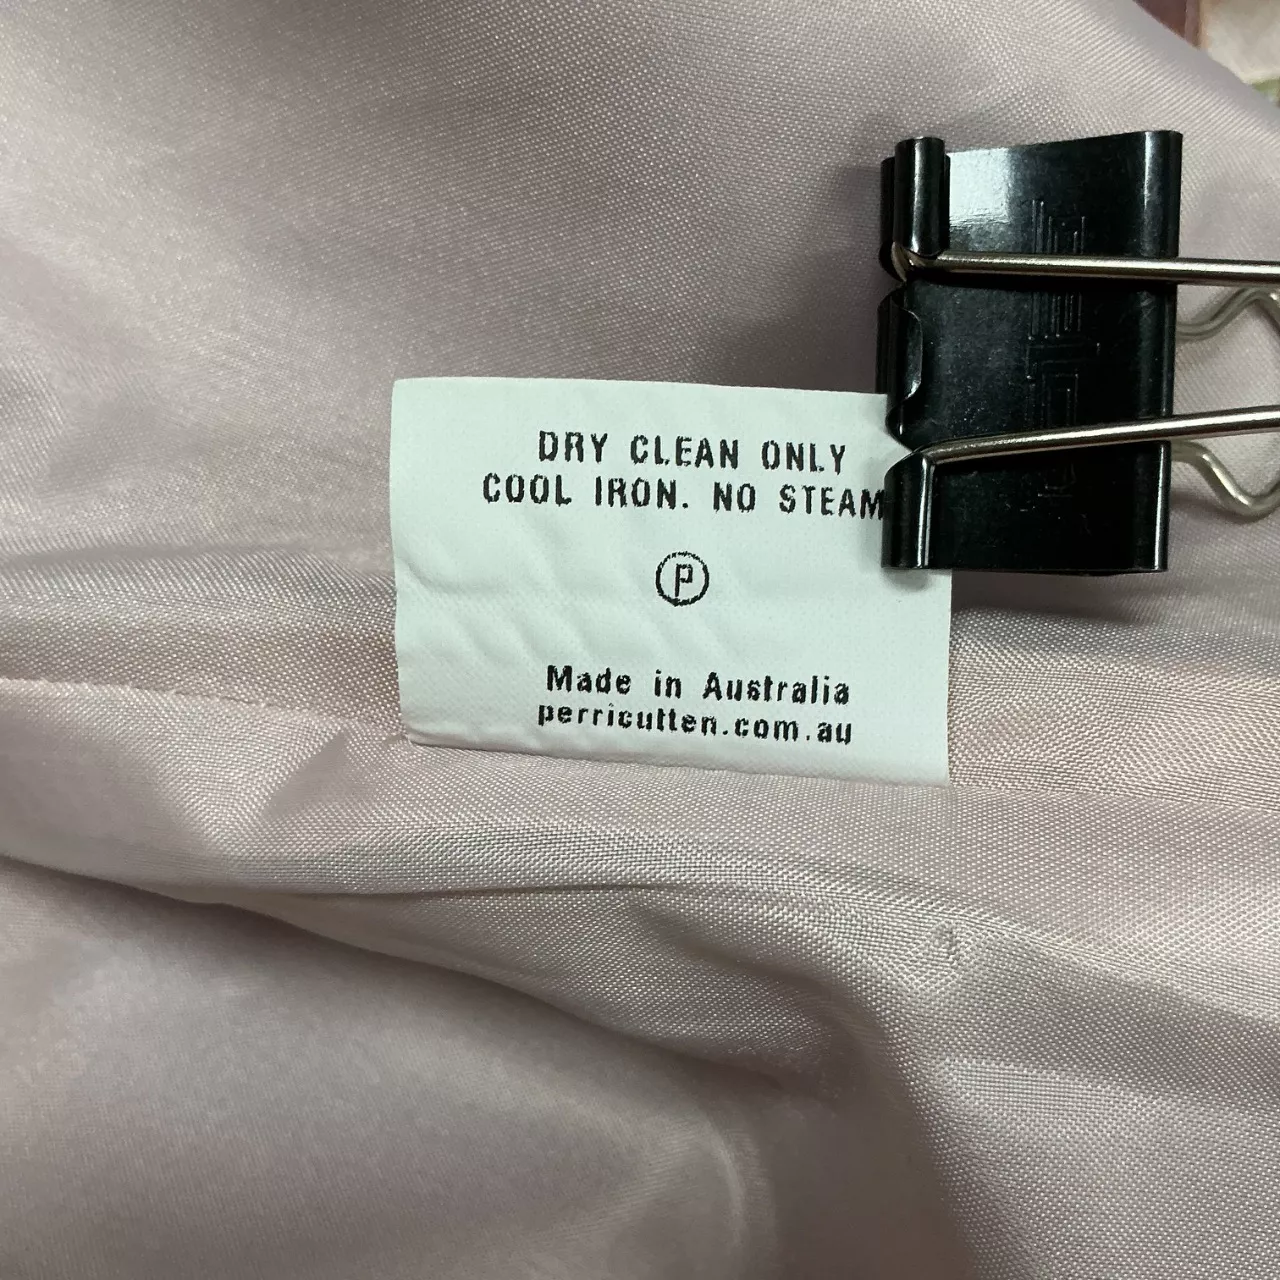 DRY CLEAN ONLY
COOL IRON. NO STEAM
P
Made in Australia
perricutten.com.au